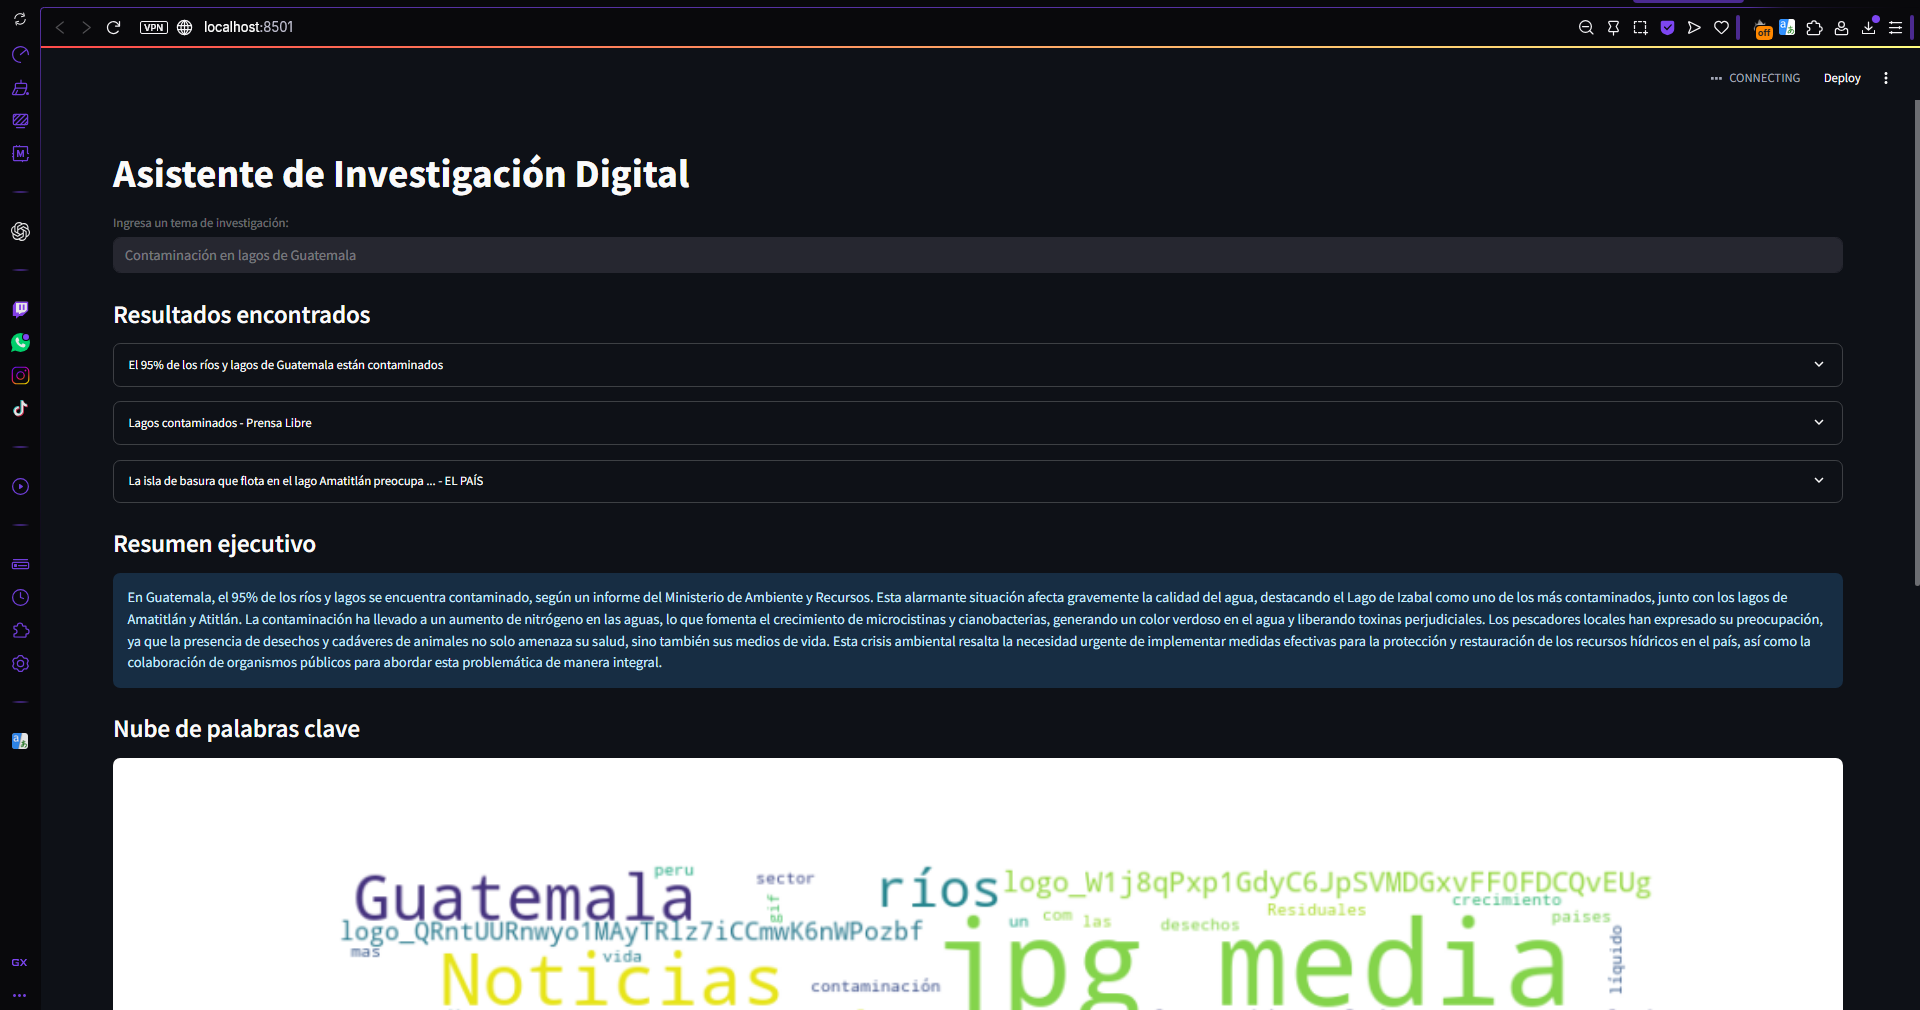 VPN
localhost:8501
off
CONNECTING
Deploy
M
Asistente de Investigación Digital
Ingresa un tema de investigación:
Contaminación en lagos de Guatemala
Resultados encontrados
El 95% de los ríos y lagos de Guatemala están contaminados
Lagos contaminados - Prensa Libre
La isla de basura que flota en el lago Amatitlán preocupa ... - EL PAÍS
Resumen ejecutivo
En Guatemala, el 95% de los ríos y lagos se encuentra contaminado, según un informe del Ministerio de Ambiente y Recursos. Esta alarmante situación afecta gravemente la calidad del agua, destacando el Lago de Izabal como uno de los más contaminados, junto con los lagos de
Amatitlán y Atitlán. La contaminación ha llevado a un aumento de nitrógeno en las aguas, lo que fomenta el crecimiento de microcistinas y cianobacterias, generando un color verdoso en el agua y liberando toxinas perjudiciales. Los pescadores locales han expresado su preocupación,
ya que la presencia de desechos y cadáveres de animales no solo amenaza su salud, sino también sus medios de vida. Esta crisis ambiental resalta la necesidad urgente de implementar medidas efectivas para la protección y restauración de los recursos hídricos en el país, así como la
colaboración de organismos públicos para abordar esta problemática de manera integral.
Nube de palabras clave
peru
sector
Guatemala
gif
ríos
logo_W1j8qPxp1GdyC6JpSVMDGxvFF0FDCQvEUg
crecimiento
Residuales
paises
un
com
las
desechos
logo_QRntUURnwyo1MAyTRlz7iCCmwK6nWPozbf
mas
vida
Noticias
contaminación
jpg media
líquido
GX